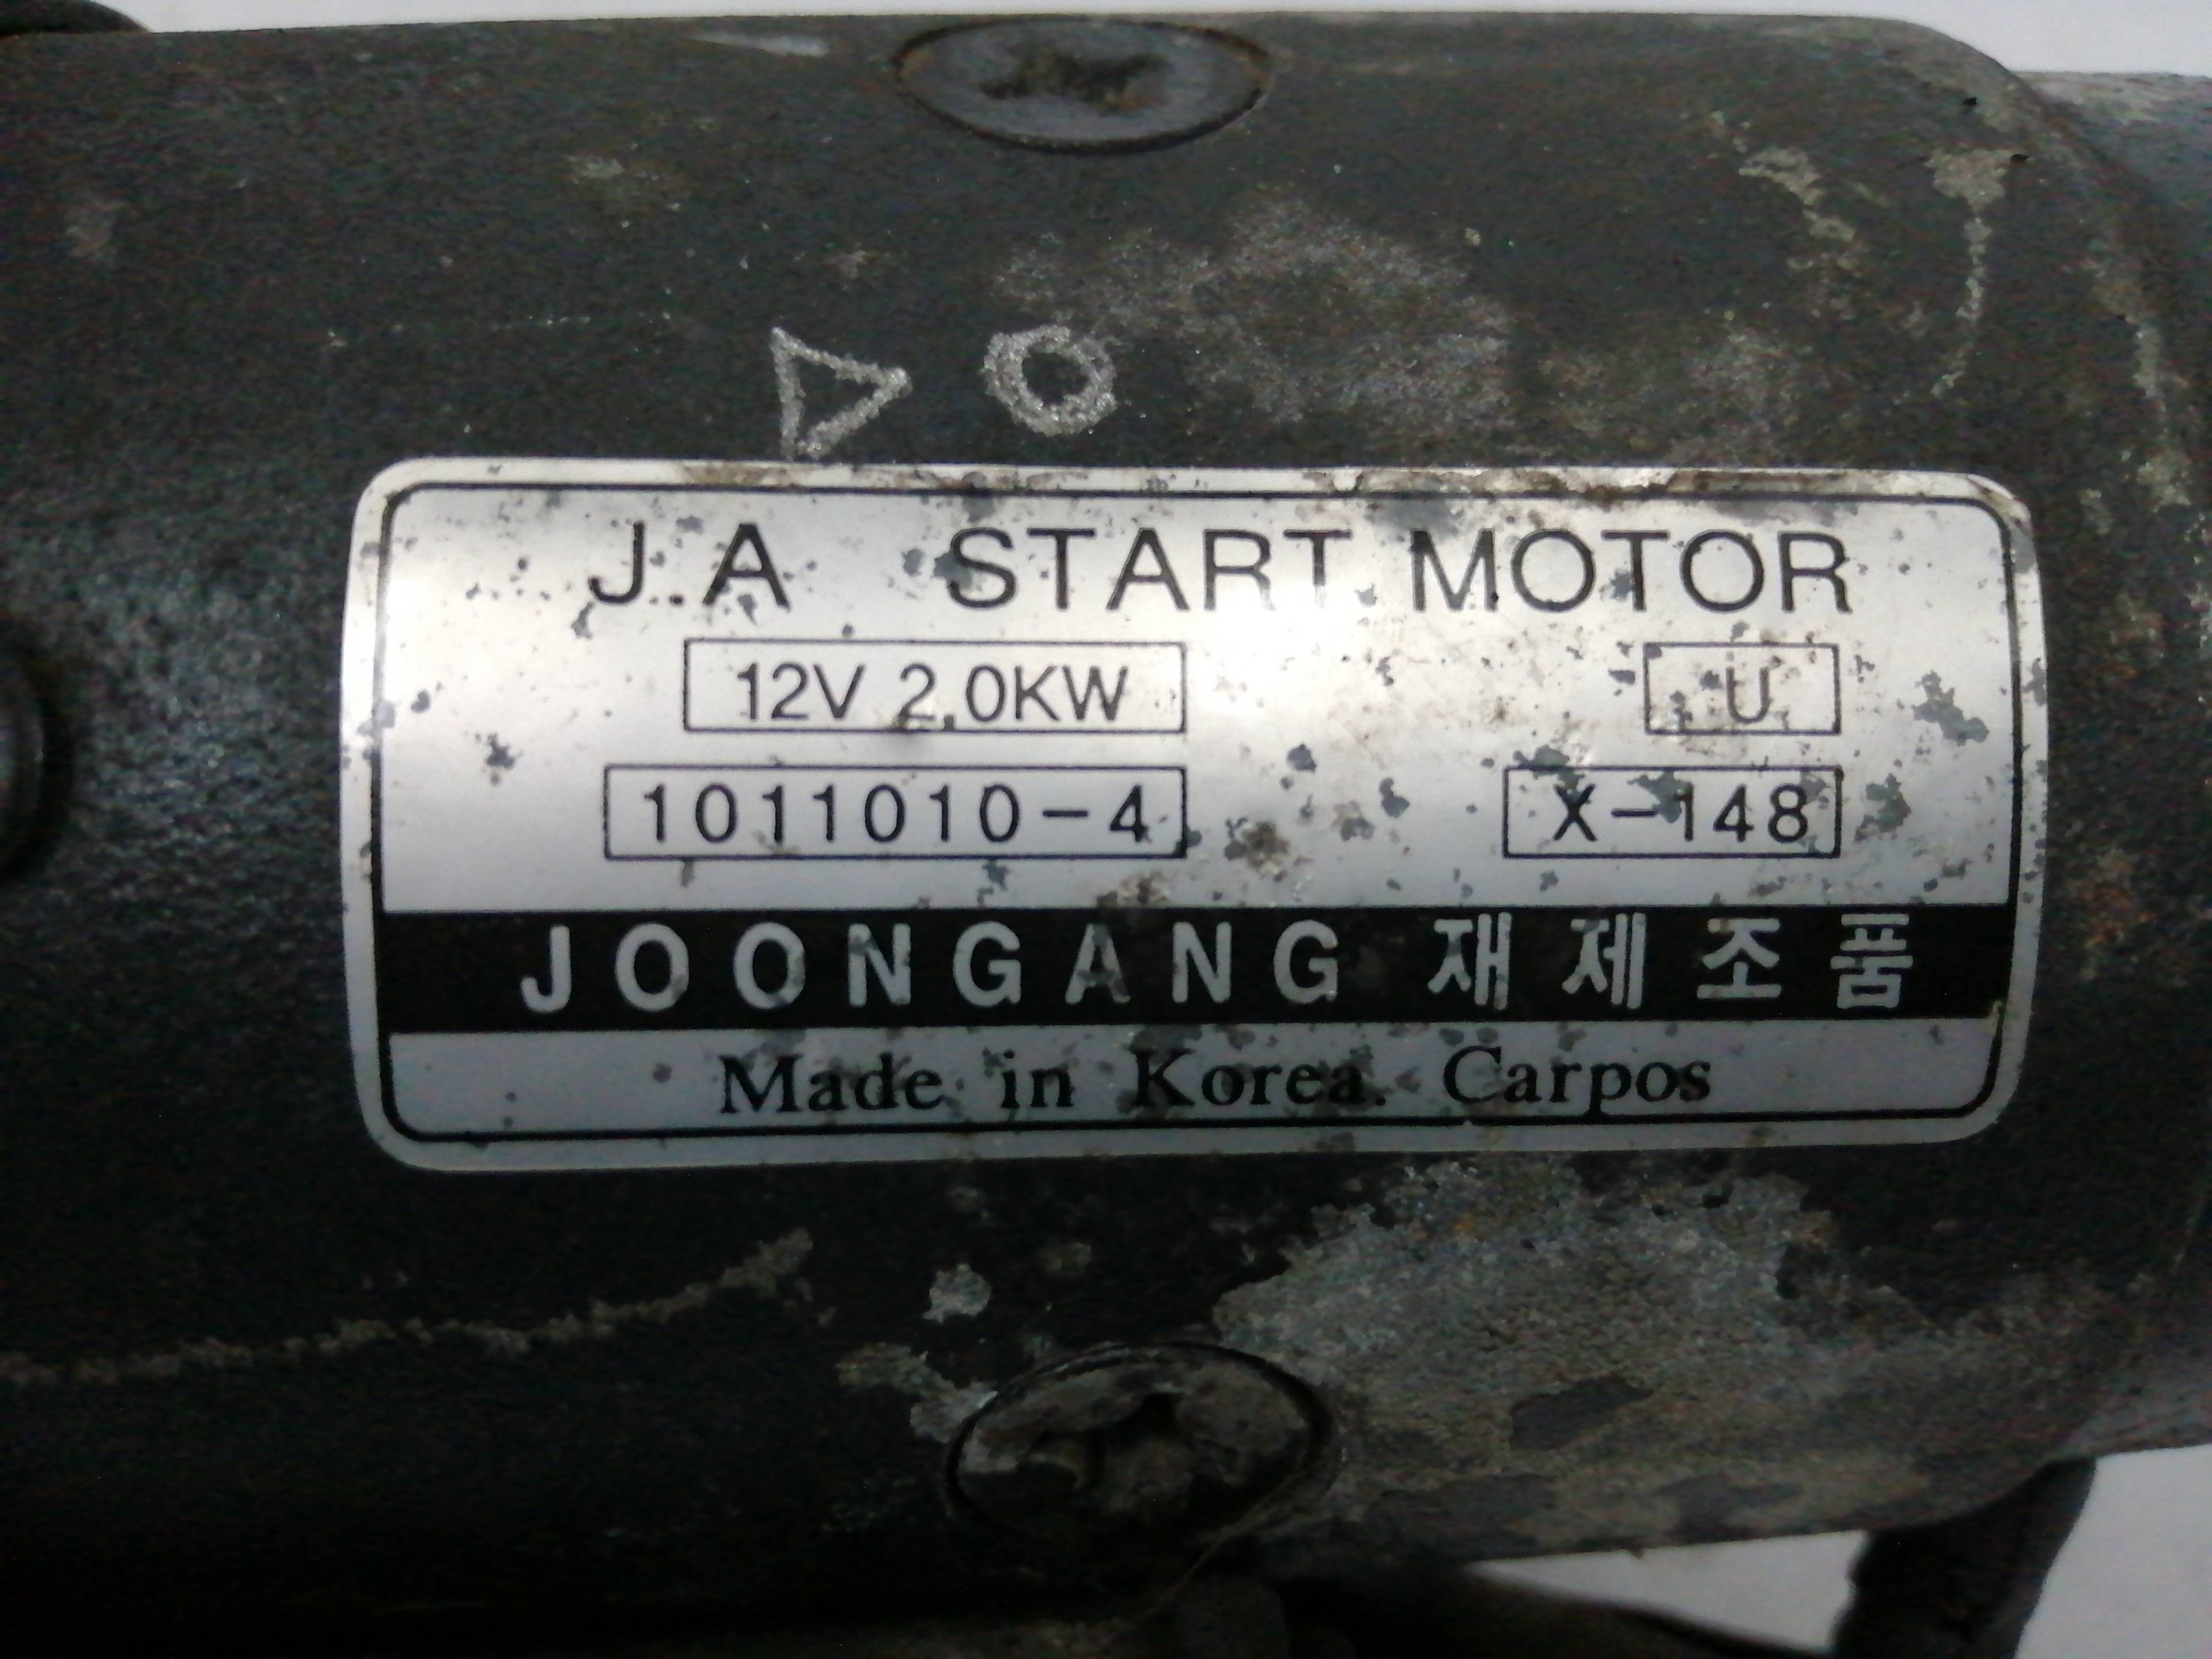 J.A START MOTOR
12V 2.0KW U
1011010-4 X-148
JOONGANG 재제조품
Made in Korea. Carpos